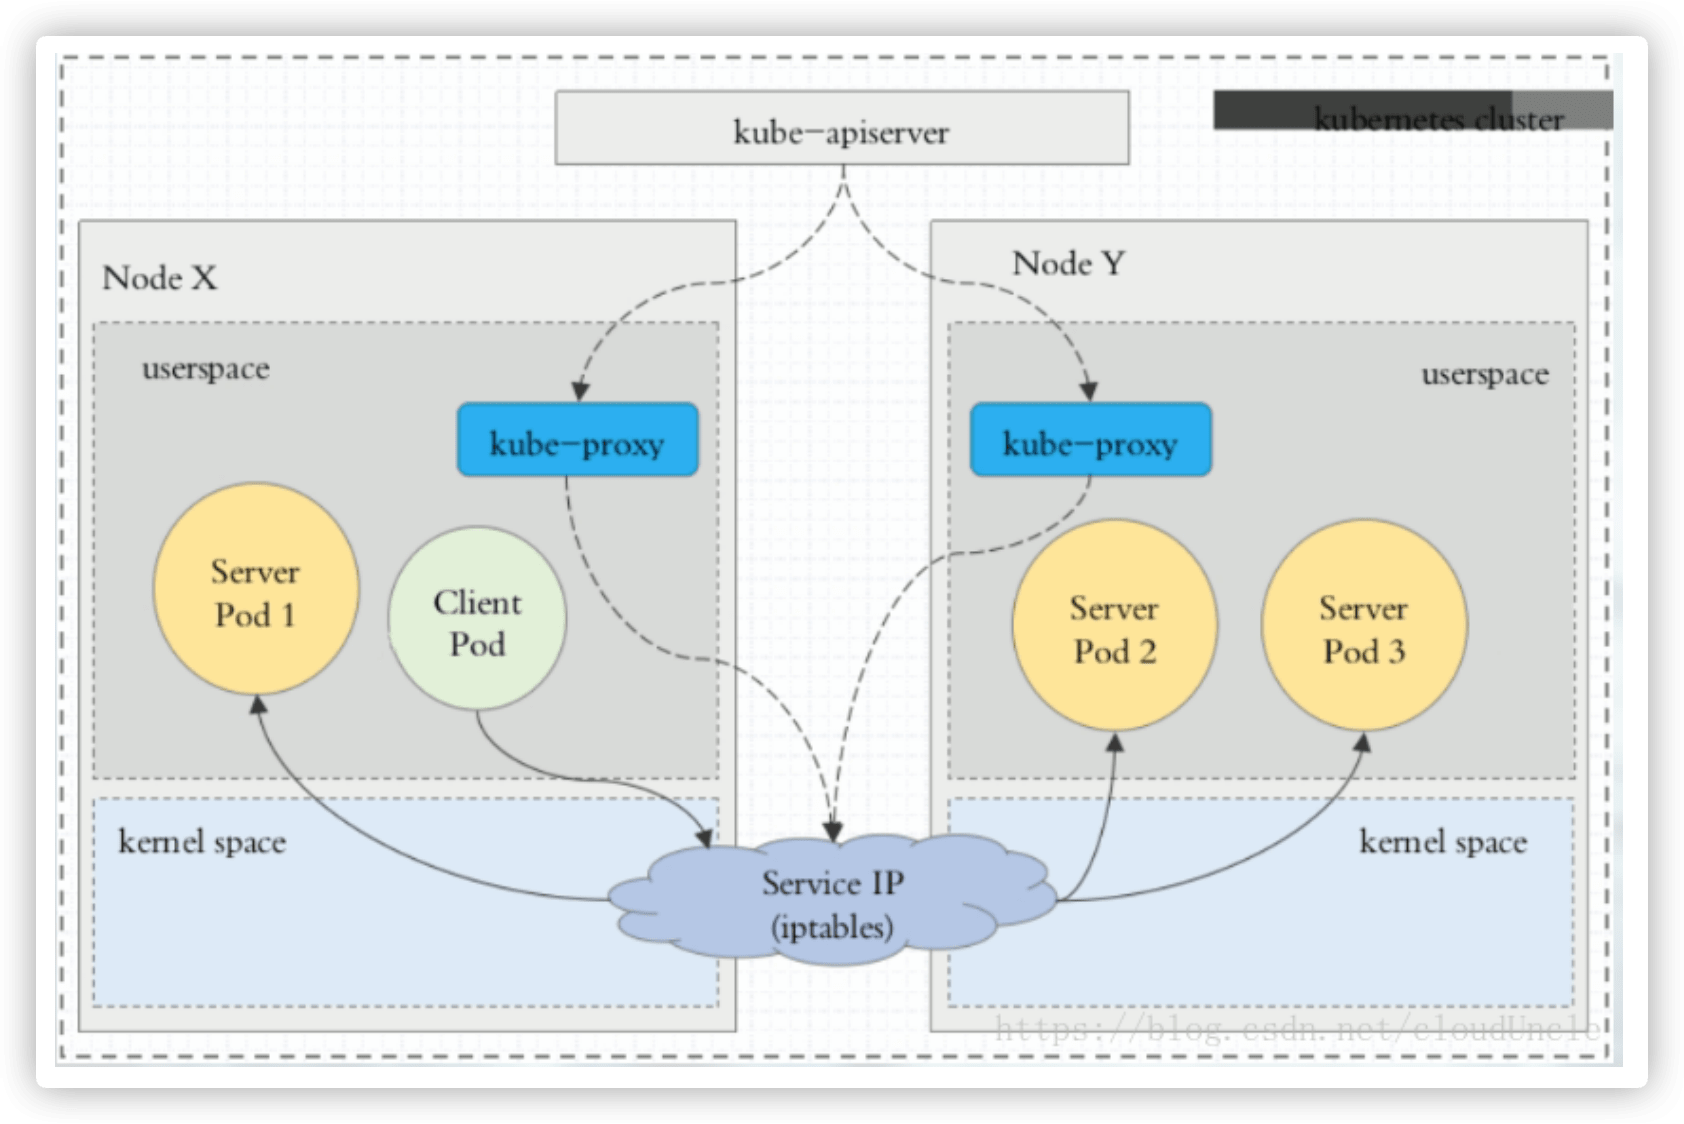 kube-apiserver
kubernetes cluster
Node X
Node Y
userspace
userspace
kube-proxy
kube-proxy
Server
Pod 1
Client
Pod
Server
Pod 2
Server
Pod 3
kernel space
kernel space
Service IP
(iptables)
https://blog.csdn.net/cloudUncle